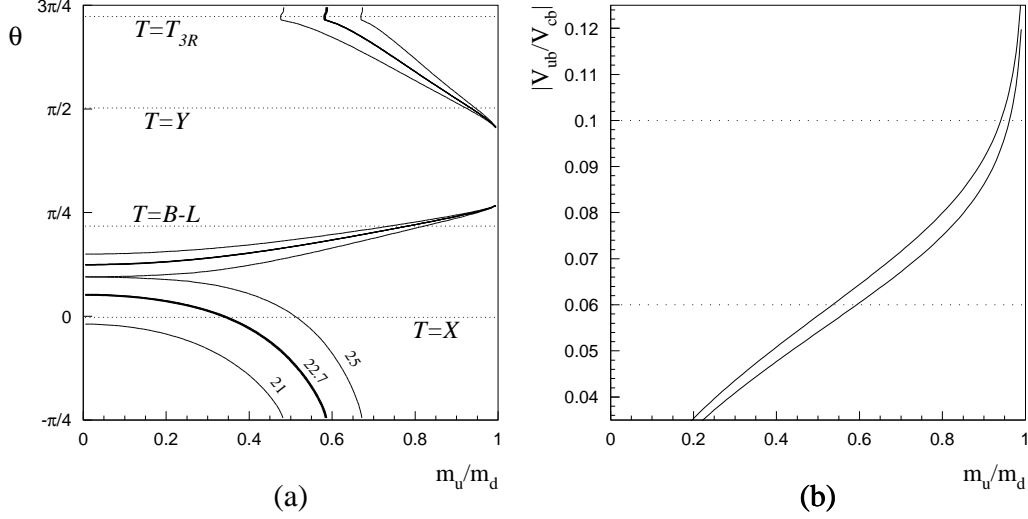 3π/4
θ
T=T3R
π/2
T=Y
π/4
T=B-L
0
T=X
21
22.7
25
-π/4
0 0.2 0.4 0.6 0.8 1
mu/md
(a)
|Vub/Vcb|
0.12
0.11
0.1
0.09
0.08
0.07
0.06
0.05
0.04
0 0.2 0.4 0.6 0.8 1
mu/md
(b)